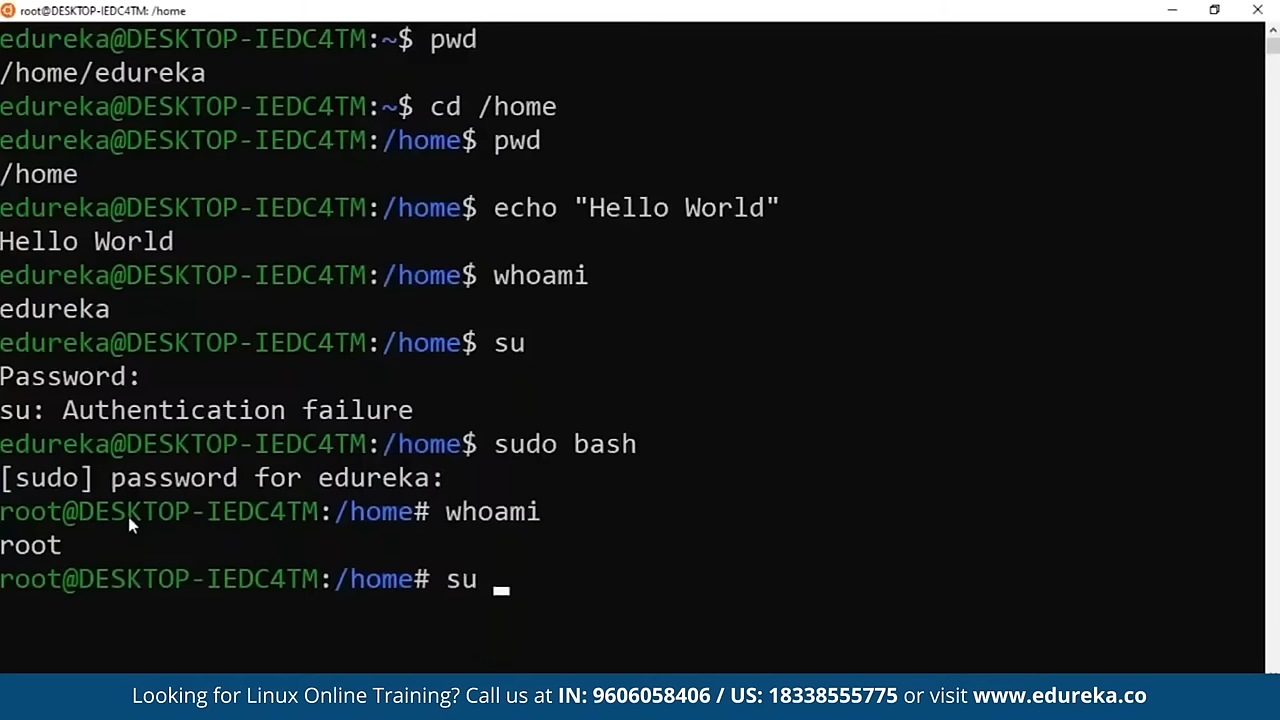 root@DESKTOP-IEDC4TM: /home
edureka@DESKTOP-IEDC4TM:~$ pwd
/home/edureka
edureka@DESKTOP-IEDC4TM:~$ cd /home
edureka@DESKTOP-IEDC4TM:/home$ pwd
/home
edureka@DESKTOP-IEDC4TM:/home$ echo "Hello World"
Hello World
edureka@DESKTOP-IEDC4TM:/home$ whoami
edureka
edureka@DESKTOP-IEDC4TM:/home$ su
Password:
su: Authentication failure
edureka@DESKTOP-IEDC4TM:/home$ sudo bash
[sudo] password for edureka:
root@DESKTOP-IEDC4TM:/home# whoami
root
root@DESKTOP-IEDC4TM:/home# su
Looking for Linux Online Training? Call us at IN: 9606058406 / US: 18338555775 or visit www.edureka.co